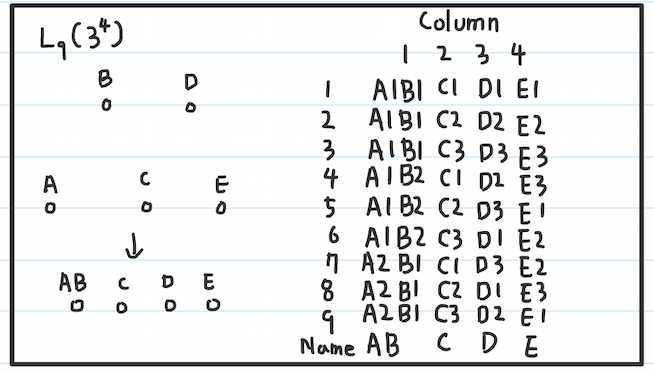 L9(3^4)
B D
A C E
↓
AB C D E
Column
1 2 3 4
1 A1B1 C1 D1 E1
2 A1B1 C2 D2 E2
3 A1B1 C3 D3 E3
4 A1B2 C1 D2 E3
5 A1B2 C2 D3 E1
6 A1B2 C3 D1 E2
7 A2B1 C1 D3 E2
8 A2B1 C2 D1 E3
9 A2B1 C3 D2 E1
Name AB C D E